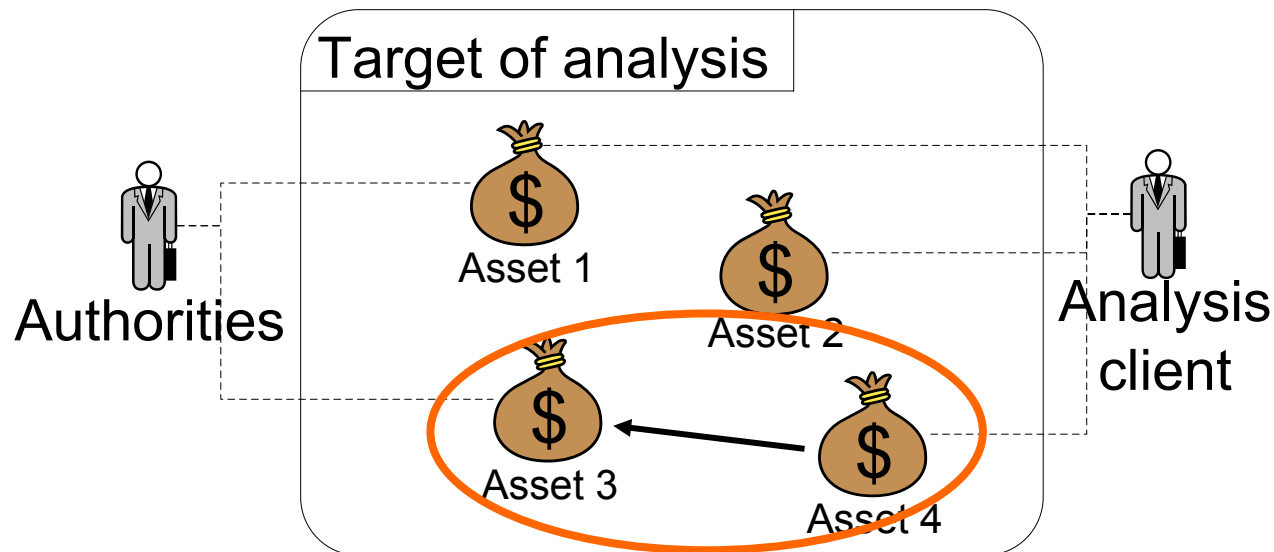 Target of analysis
$
Asset 1
$
Asset 2
Authorities
Analysis
client
$
Asset 3
$
Asset 4